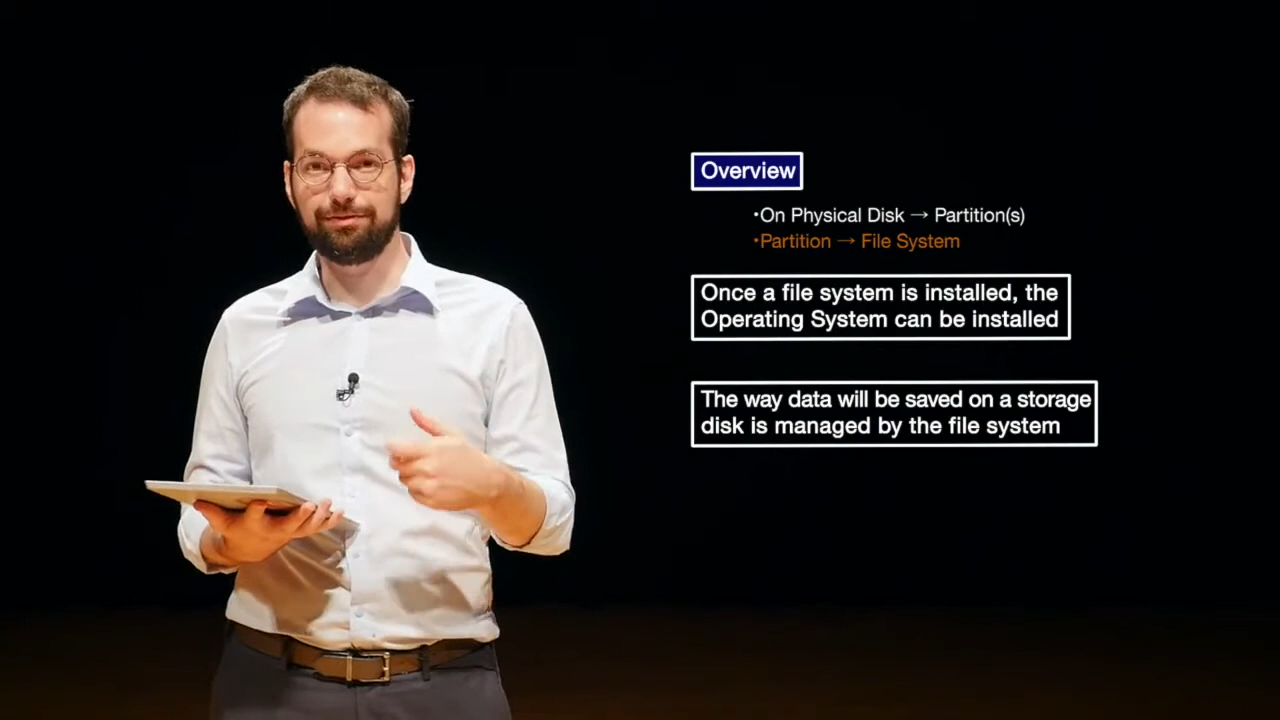 Overview
•On Physical Disk → Partition(s)
•Partition → File System
Once a file system is installed, the
Operating System can be installed
The way data will be saved on a storage
disk is managed by the file system